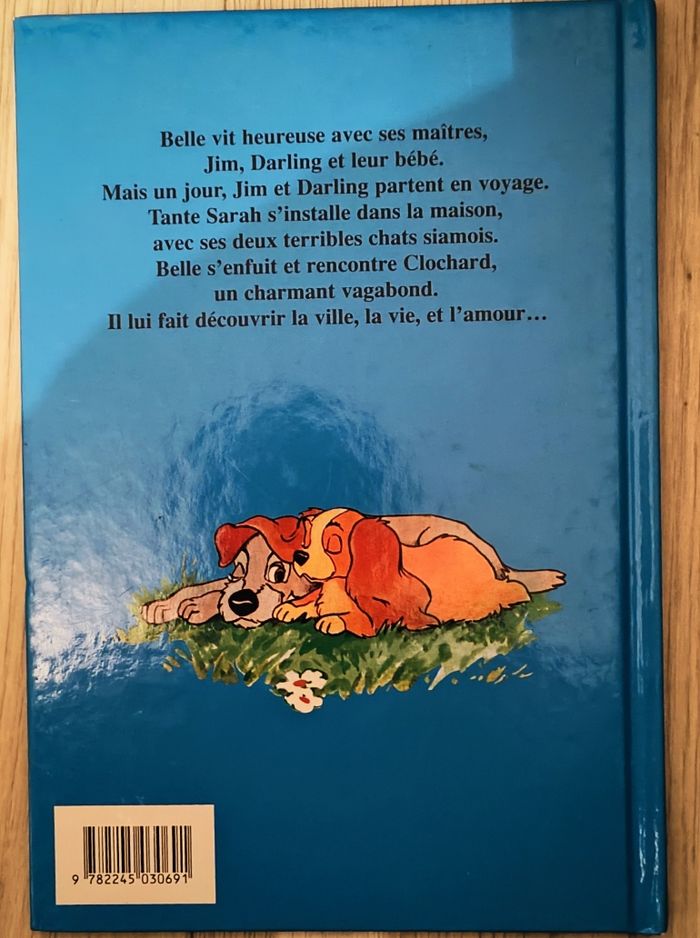 Belle vit heureuse avec ses maîtres,
Jim, Darling et leur bébé.
Mais un jour, Jim et Darling partent en voyage.
Tante Sarah s'installe dans la maison,
avec ses deux terribles chats siamois.
Belle s'enfuit et rencontre Clochard,
un charmant vagabond.
Il lui fait découvrir la ville, la vie, et l'amour...
9 782245 030691